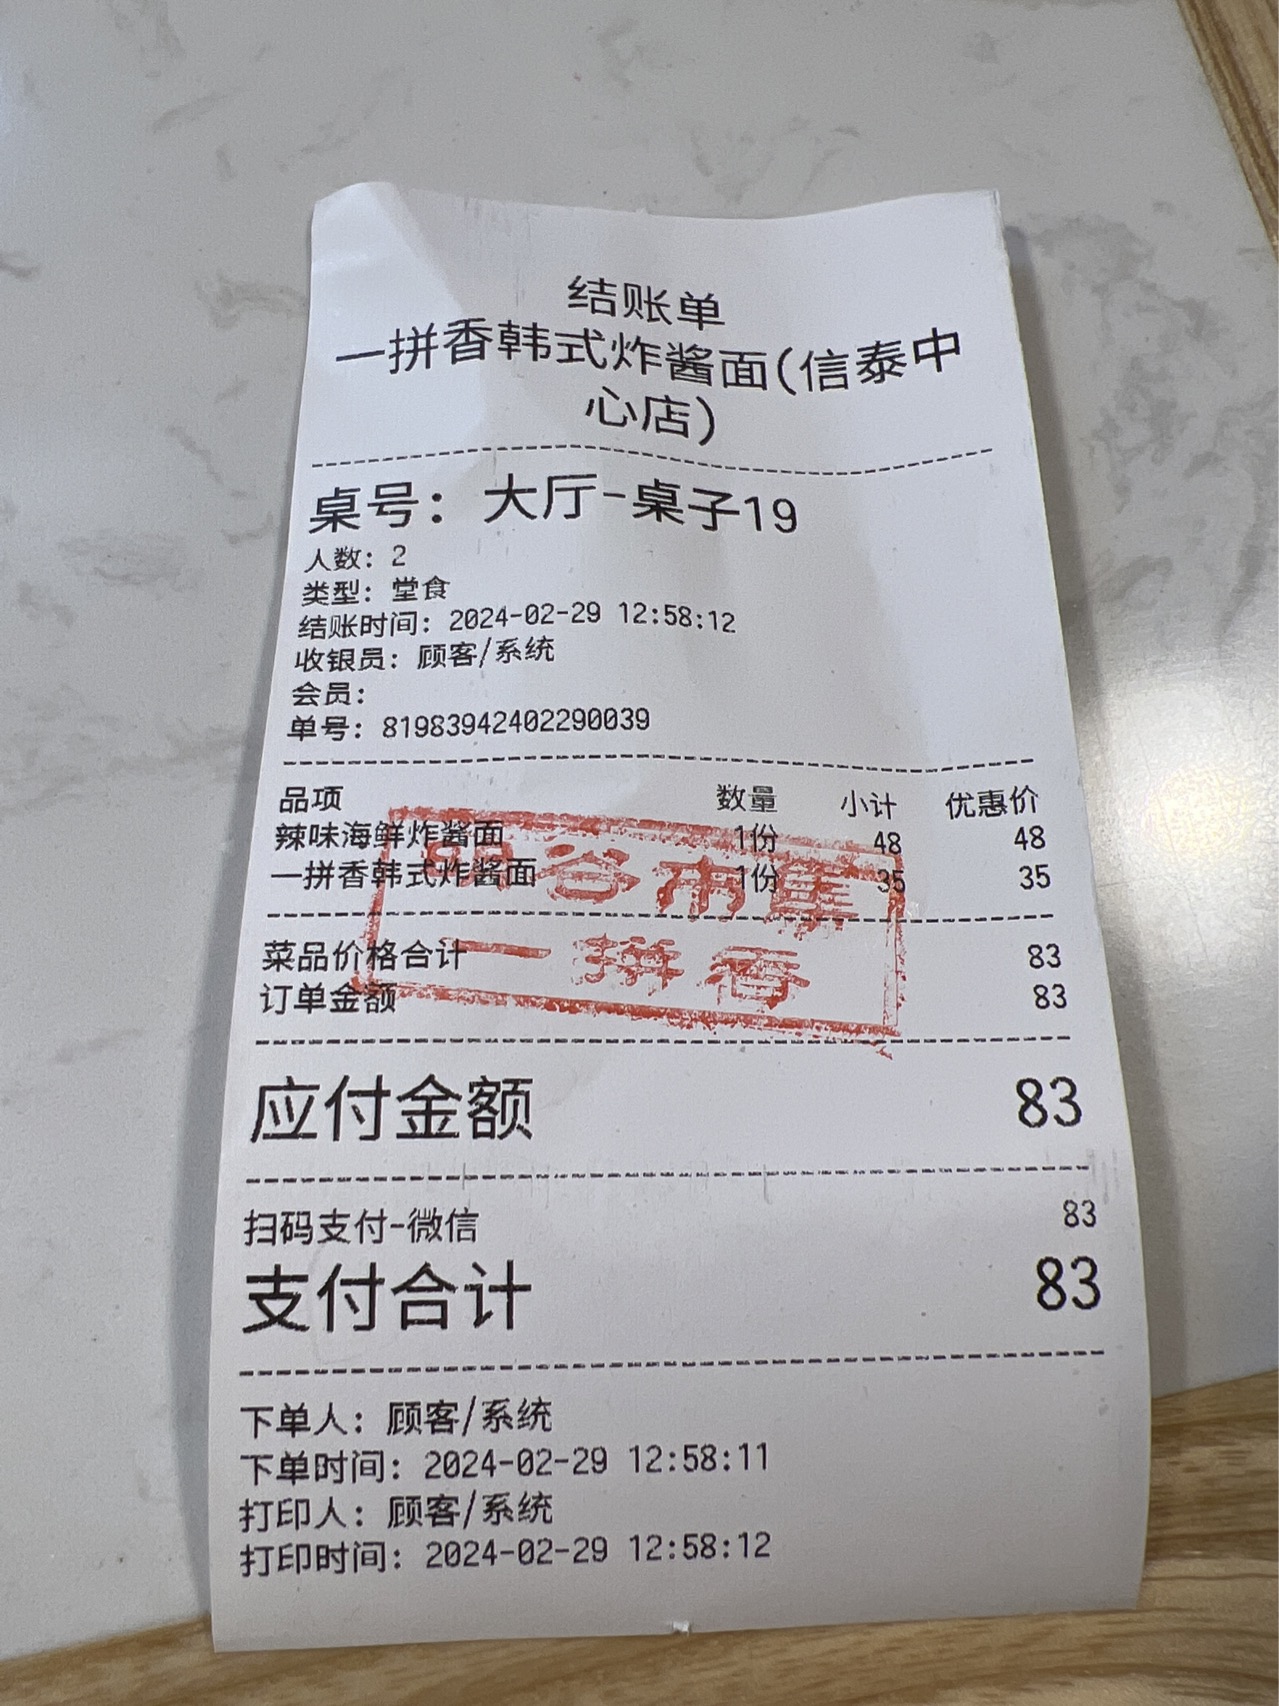 结账单
一拼香韩式炸酱面(信泰中
心店)
桌号：大厅-桌子19
人数：2
类型：堂食
结账时间：2024-02-29 12:58:12
收银员：顾客/系统
会员：
单号：81983942402290039
品项 数量 小计 优惠价
辣味海鲜炸酱面 1份 48 48
一拼香韩式炸酱面 1份 35 35
谷市集
一拼香
菜品价格合计 83
订单金额 83
应付金额 83
扫码支付-微信 83
支付合计 83
下单人：顾客/系统
下单时间：2024-02-29 12:58:11
打印人：顾客/系统
打印时间：2024-02-29 12:58:12